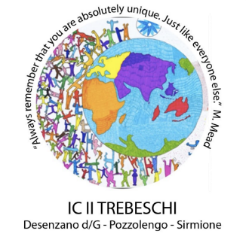 "Always remember that you are absolutely unique. Just like everyone else." M. Mead
IC II TREBESCHI
Desenzano d/G - Pozzolengo - Sirmione